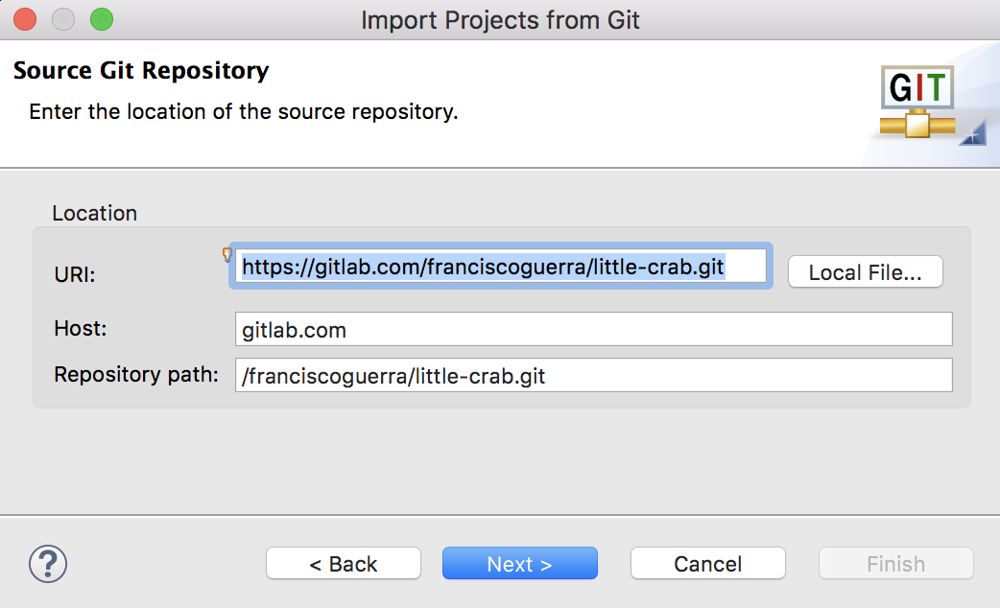 Import Projects from Git
Source Git Repository
Enter the location of the source repository.
GIT
Location
URI: https://gitlab.com/franciscoguerra/little-crab.git Local File...
Host: gitlab.com
Repository path: /franciscoguerra/little-crab.git
? < Back Next > Cancel Finish